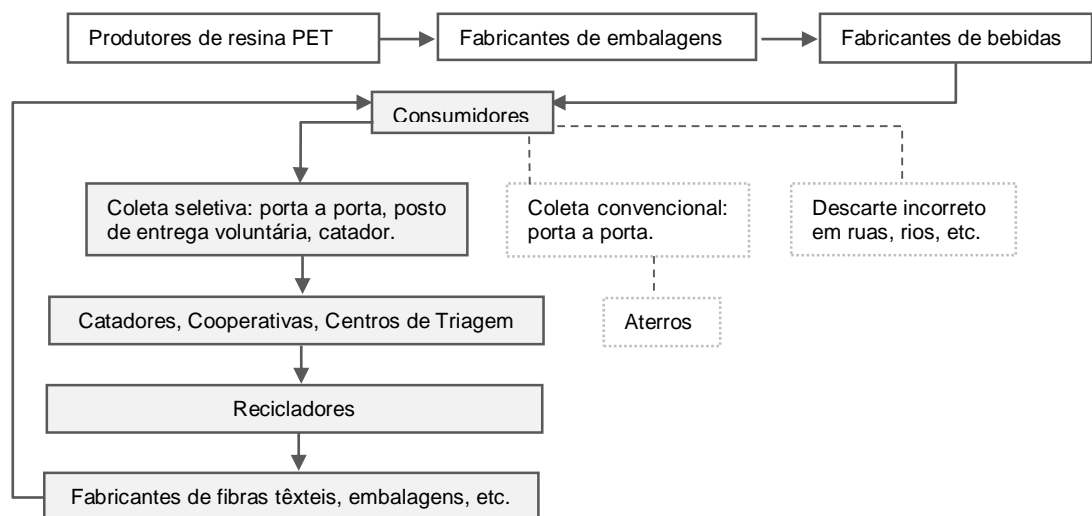 Produtores de resina PET
Fabricantes de embalagens
Fabricantes de bebidas
Consumidores
Coleta seletiva: porta a porta, posto
de entrega voluntária, catador.
Coleta convencional:
porta a porta.
Descarte incorreto
em ruas, rios, etc.
Catadores, Cooperativas, Centros de Triagem
Aterros
Recicladores
Fabricantes de fibras têxteis, embalagens, etc.